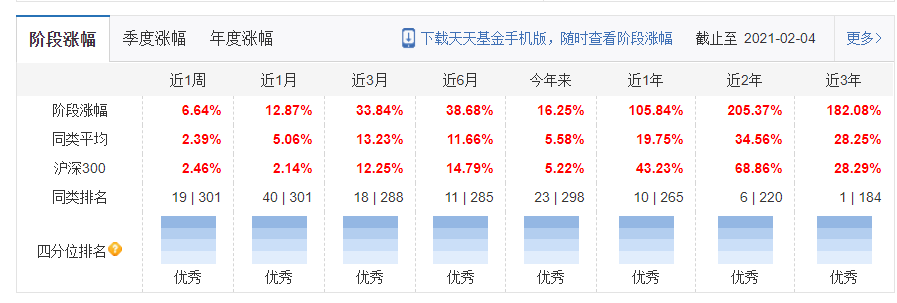 阶段涨幅 季度涨幅 年度涨幅 下载天天基金手机版，随时查看阶段涨幅 截止至 2021-02-04 更多>
近1周 近1月 近3月 近6月 今年来 近1年 近2年 近3年
阶段涨幅 6.64% 12.87% 33.84% 38.68% 16.25% 105.84% 205.37% 182.08%
同类平均 2.39% 5.06% 13.23% 11.66% 5.58% 19.75% 34.56% 28.25%
沪深300 2.46% 2.14% 12.25% 14.79% 5.22% 43.23% 68.86% 28.29%
同类排名 19 | 301 40 | 301 18 | 288 11 | 285 23 | 298 10 | 265 6 | 220 1 | 184
四分位排名?
优秀 优秀 优秀 优秀 优秀 优秀 优秀 优秀